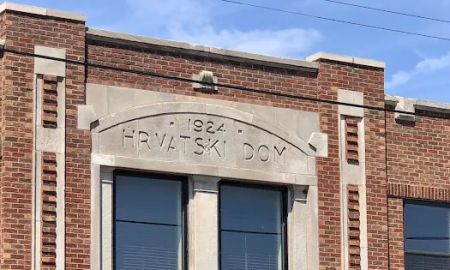 · 1924 ·
HRVATSKI DOM